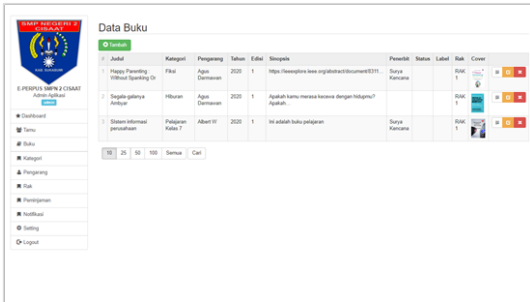 SMP NEGERI 2
CISAAT
E-PERPUS SMPN 2 CISAAT
Admin Aplikasi
Dashboard
Tamu
Buku
Kategori
Pengarang
Rak
Peminjaman
Notifikasi
Setting
Logout
Data Buku
Tambah
# Judul Kategori Pengarang Tahun Edisi Sinopsis Penerbit Status Label Rak Cover
1 Happy Parenting Fiksi Agus 2020 1 https://ieeexplore.ieee.org/abstract/document/8311... Surya RAK
Without Spanking Or Darmawan Kencana 1
2 Segala-galanya Hiburan Agus 2020 1 Apakah kamu merasa kecewa dengan hidupmu? RAK
Ambyar Darmawan Apakah... 1
3 Sistem informasi Pelajaran Albert W 2020 1 Ini adalah buku pelajaran Surya RAK
perusahaan Kelas 7 Kencana 1
10 25 50 100 Semua Cari